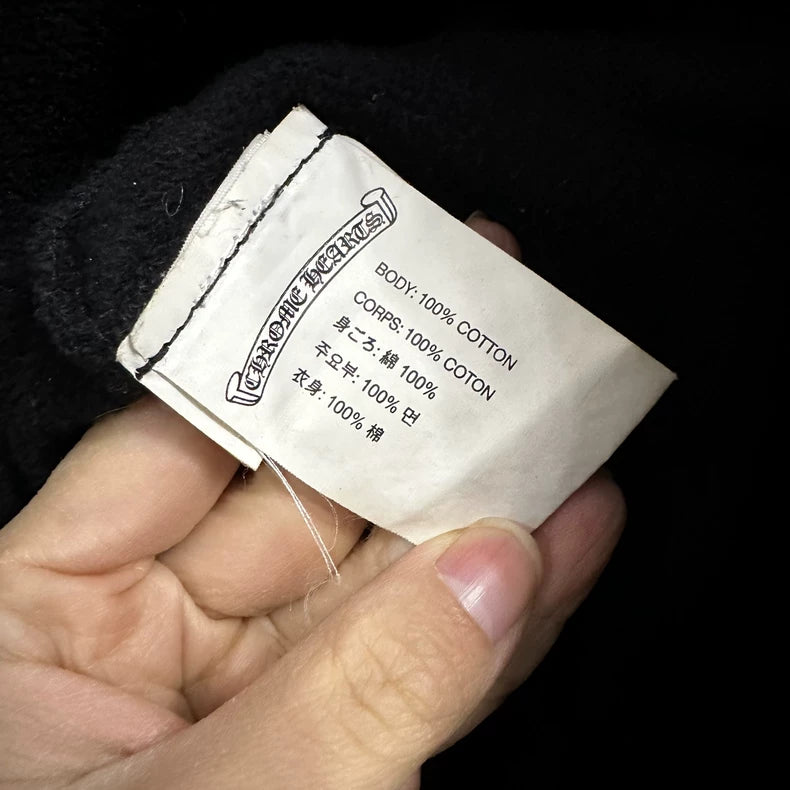 CHROME HEARTS
BODY: 100% COTTON
CORPS: 100% COTON
身ごろ: 綿 100%
주요부: 100% 면
衣身: 100% 棉